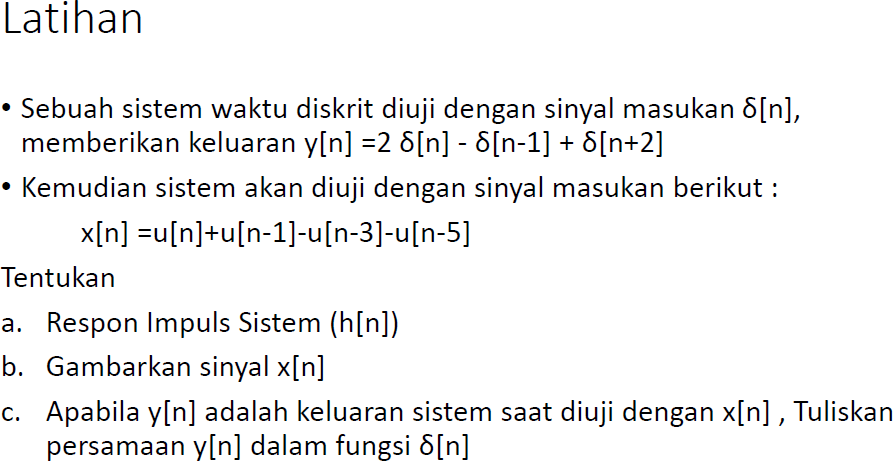 Latihan
• Sebuah sistem waktu diskrit diuji dengan sinyal masukan δ[n],
memberikan keluaran y[n] =2 δ[n] - δ[n-1] + δ[n+2]
• Kemudian sistem akan diuji dengan sinyal masukan berikut :
x[n] =u[n]+u[n-1]-u[n-3]-u[n-5]
Tentukan
a. Respon Impuls Sistem (h[n])
b. Gambarkan sinyal x[n]
c. Apabila y[n] adalah keluaran sistem saat diuji dengan x[n] , Tuliskan
persamaan y[n] dalam fungsi δ[n]